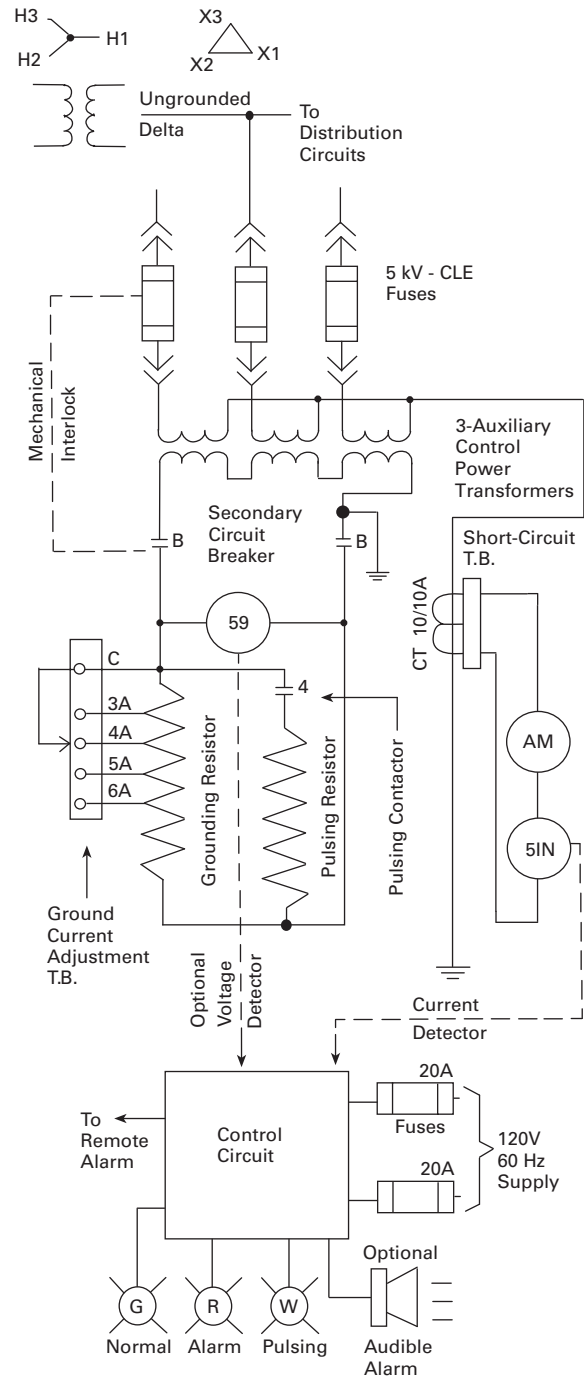 H3
H1
H2
X3
X2
X1
Ungrounded
Delta
To
Distribution
Circuits
5 kV - CLE
Fuses
Mechanical
Interlock
3-Auxiliary
Control
Power
Transformers
Secondary
Circuit
Breaker
B
B
Short-Circuit
T.B.
CT 10/10A
59
C
3A
4A
5A
6A
4
Grounding Resistor
Pulsing Resistor
Pulsing Contactor
AM
5IN
Ground
Current
Adjustment
T.B.
Optional
Voltage
Detector
Current
Detector
To
Remote
Alarm
Control
Circuit
20A
Fuses
20A
120V
60 Hz
Supply
G
R
W
Normal
Alarm
Pulsing
Optional
Audible
Alarm